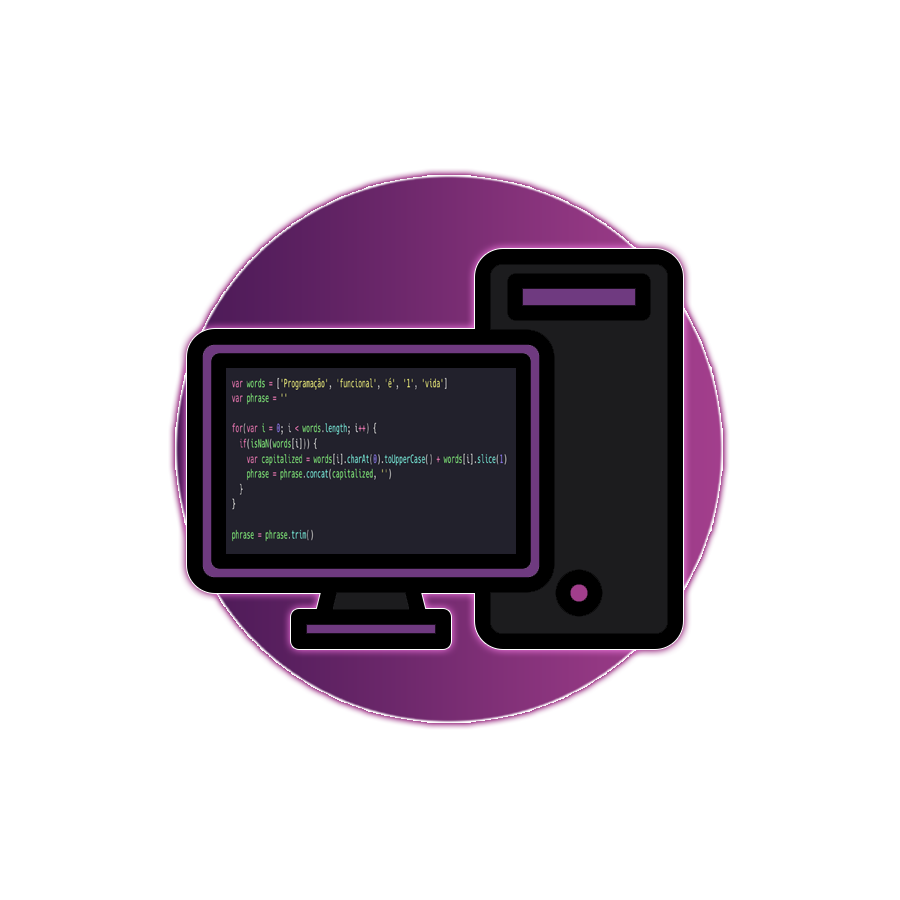 var words = ['Programação', 'funcional', 'é', '1', 'vida']
var phrase = ''
for(var i = 0; i < words.length; i++) {
if(isNaN(words[i])) {
var capitalized = words[i].charAt(0).toUpperCase() + words[i].slice(1)
phrase = phrase.concat(capitalized, '')
}
}
phrase = phrase.trim()